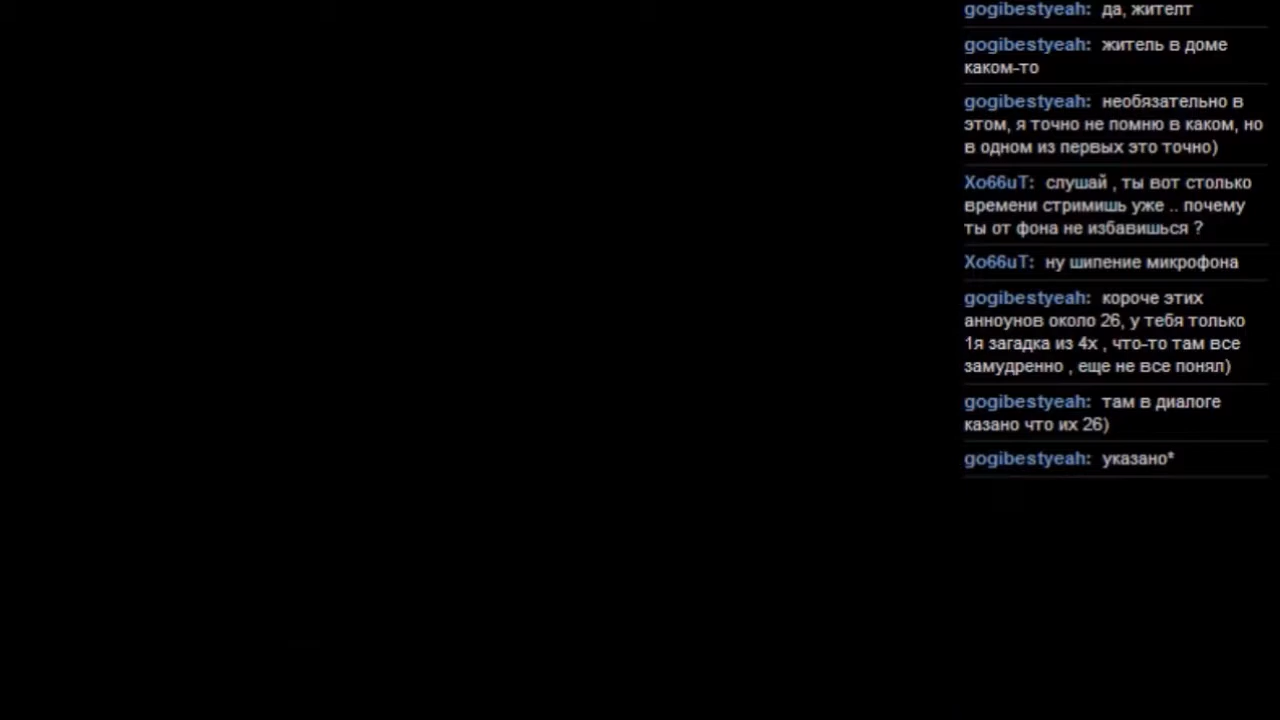 gogibestyeah: да, жителт
gogibestyeah: житель в доме
каком-то
gogibestyeah: необязательно в
этом, я точно не помню в каком, но
в одном из первых это точно)
Xo66uT: слушай , ты вот столько
времени стримишь уже .. почему
ты от фона не избавишься ?
Xo66uT: ну шипение микрофона
gogibestyeah: короче этих
анноунов около 26, у тебя только
1я загадка из 4х , что-то там все
замудренно , еще не все понял)
gogibestyeah: там в диалоге
казано что их 26)
gogibestyeah: указано*